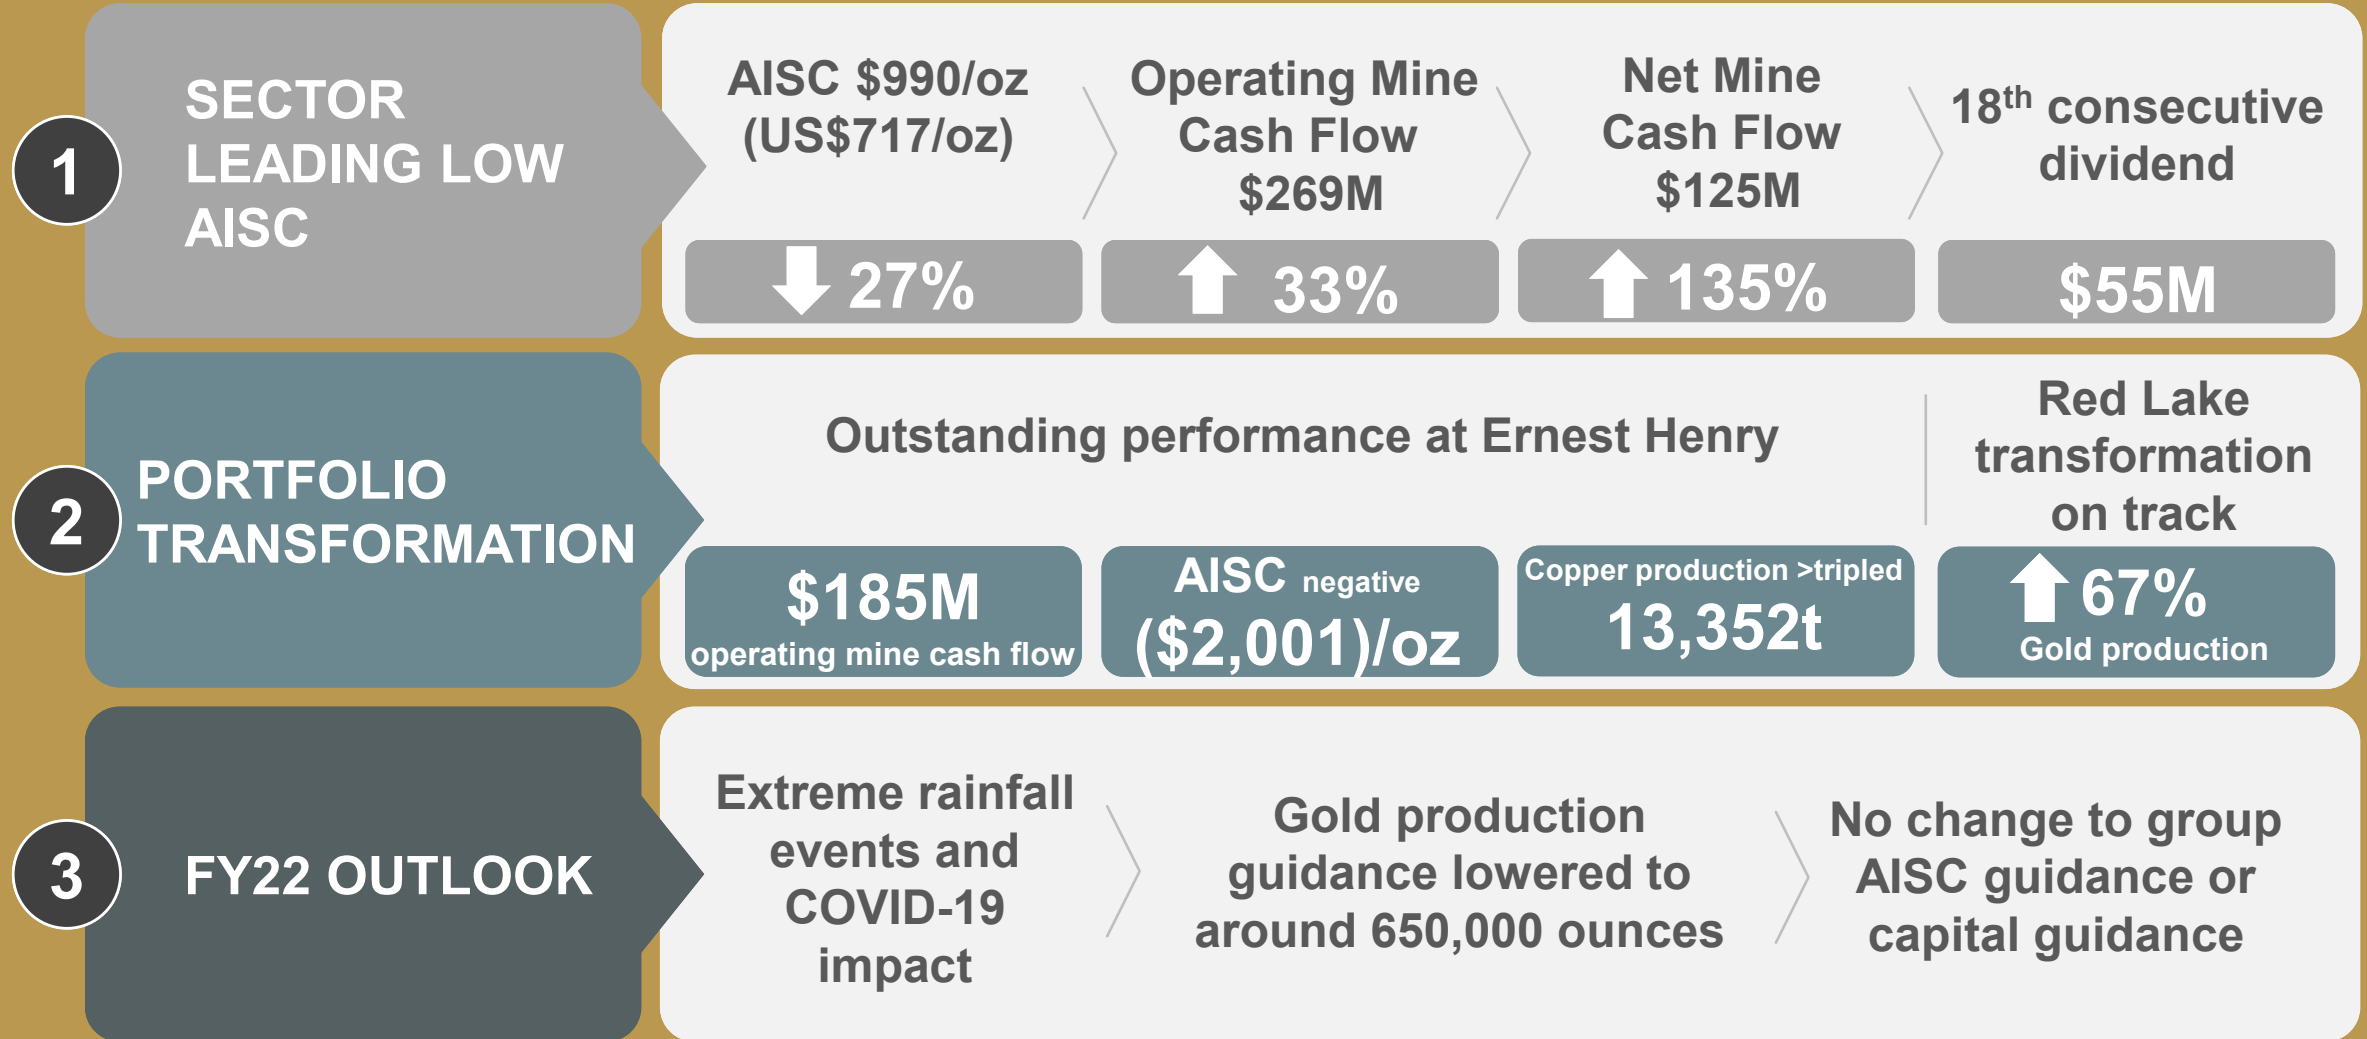 1
SECTOR
LEADING LOW
AISC
AISC $990/oz
(US$717/oz)
27%
Operating Mine
Cash Flow
$269M
33%
Net Mine
Cash Flow
$125M
135%
18th consecutive
dividend
$55M
2
PORTFOLIO
TRANSFORMATION
Outstanding performance at Ernest Henry
$185M
operating mine cash flow
AISC negative
($2,001)/oz
Copper production >tripled
13,352t
Red Lake
transformation
on track
67%
Gold production
3
FY22 OUTLOOK
Extreme rainfall
events and
COVID-19
impact
Gold production
guidance lowered to
around 650,000 ounces
No change to group
AISC guidance or
capital guidance